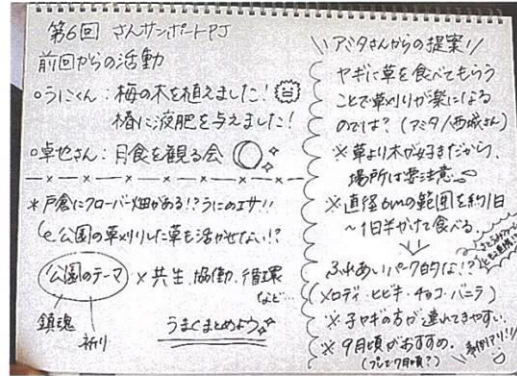 第6回 さんサンポートPJ
前回からの活動
○うにくん：梅の木を植えました！
椿に液肥を与えました！
○卓也さん：月食を観る会
＊戸倉にクローバー畑がある!?うにのエサ!!
公園の草刈りした草を活かせない!?
公園のテーマ × 共生、協働、循環
など…
鎮魂
祈り
うまくまとめよう
\\アミタさんからの提案//
ヤギに草を食べてもらう
ことで草刈りが楽になる
のでは？(アミタ/西城さん)
※草より木が好きだから、
場所は要注意
※直径6mの範囲を約1日
～1日半かけて食べる。
ふれあいパーク的な!?
(メロディ・ヒビキ・チョコ・バニラ)
※子ヤギの方が連れてきやすい。
※9月頃がおすすめ。
(プレで7月頃？)